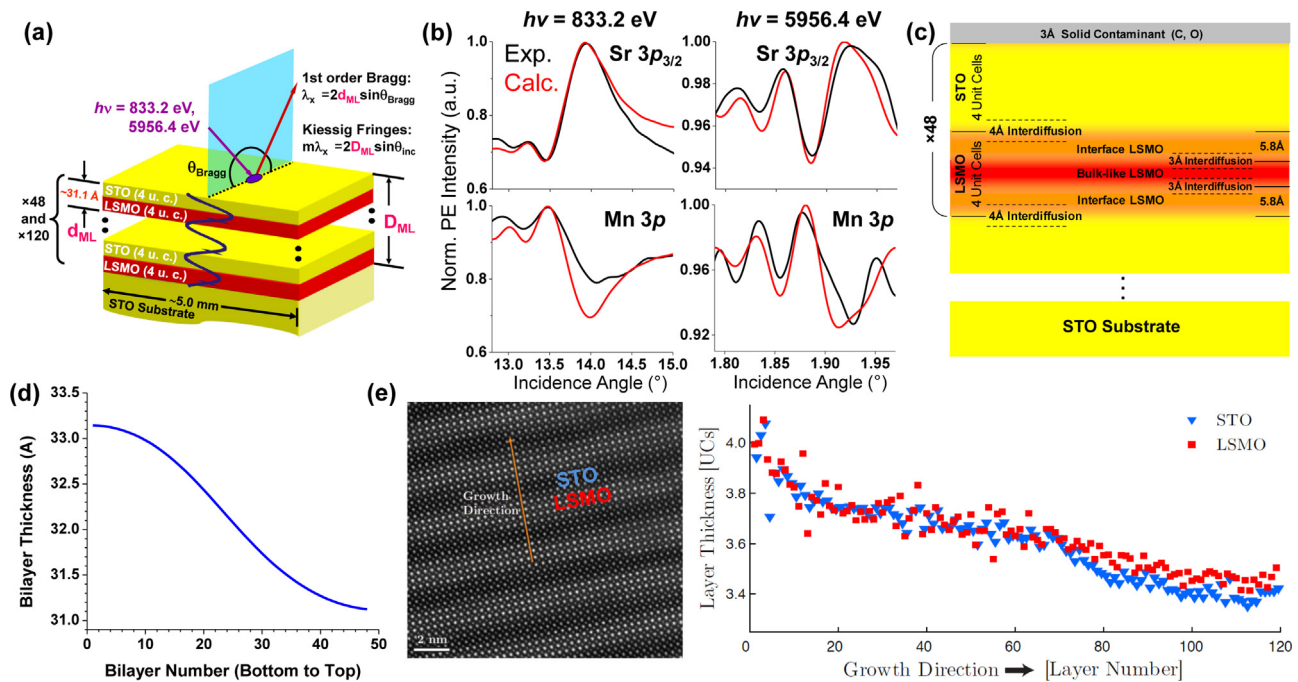 (a)
hν = 833.2 eV,
5956.4 eV
1st order Bragg:
λx =2dMLsinθBragg
Kiessig Fringes:
mλx =2DMLsinθinc
θBragg
~31.1 Å
×48
and
×120
dML
DML
STO (4 u. c.)
LSMO (4 u. c.)
STO (4 u. c.)
LSMO (4 u. c.)
~5.0 mm
STO Substrate
(b)
hν = 833.2 eV
hν = 5956.4 eV
Norm. PE Intensity (a.u.)
Exp.
Calc.
Sr 3p3/2
Sr 3p3/2
1.0
0.8
0.6
1.00
0.98
0.96
0.94
Mn 3p
Mn 3p
1.0
0.8
0.6
1.00
0.96
0.92
13.0 13.5 14.0 14.5 15.0
1.80 1.85 1.90 1.95
Incidence Angle (°)
Incidence Angle (°)
(c)
3Å Solid Contaminant (C, O)
×48
STO
4 Unit Cells
LSMO
4 Unit Cells
4Å Interdiffusion
Interface LSMO
5.8Å
3Å Interdiffusion
Bulk-like LSMO
3Å Interdiffusion
Interface LSMO
5.8Å
4Å Interdiffusion
STO Substrate
(d)
Bilayer Thickness (A)
33.5
33.0
32.5
32.0
31.5
31.0
0 10 20 30 40 50
Bilayer Number (Bottom to Top)
(e)
Growth
Direction
STO
LSMO
2 nm
Layer Thickness [UCs]
4.0
3.8
3.6
3.4
STO
LSMO
0 20 40 60 80 100 120
Growth Direction ➡ [Layer Number]